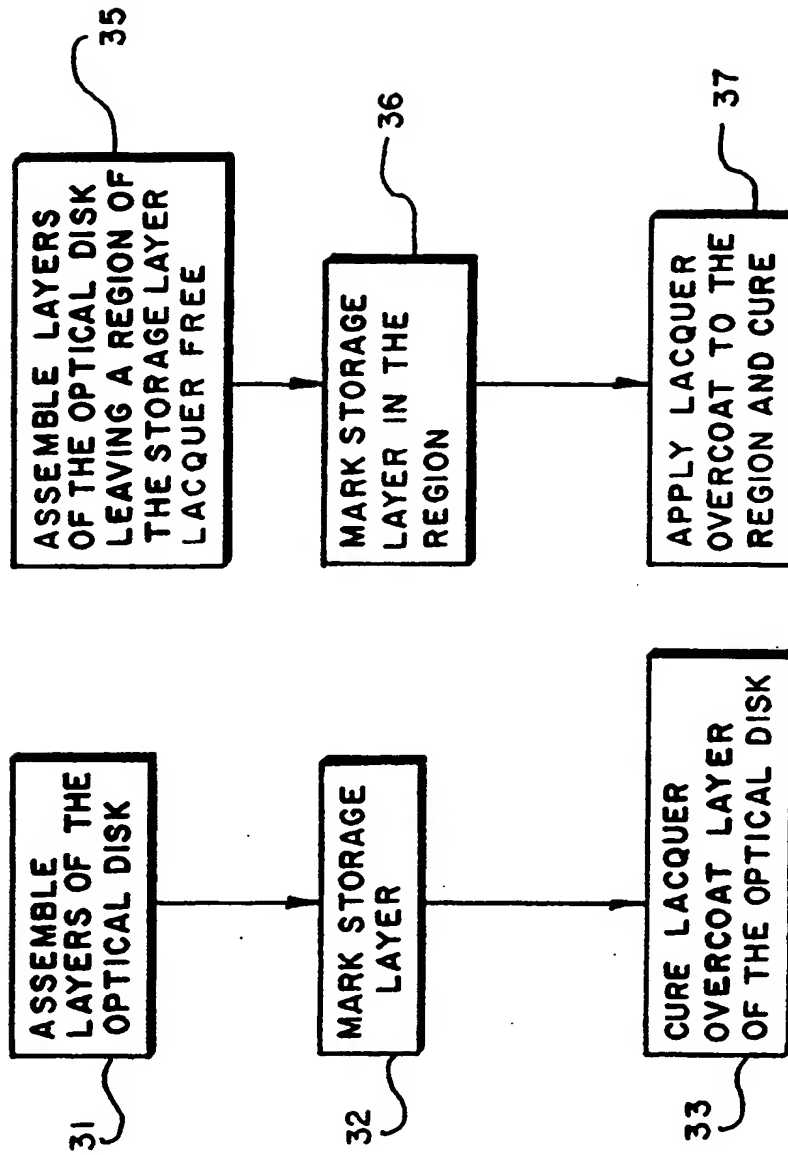 31
ASSEMBLE
LAYERS OF THE
OPTICAL DISK
32
MARK STORAGE
LAYER
33
CURE LACQUER
OVERCOAT LAYER
OF THE OPTICAL DISK
35
ASSEMBLE LAYERS
OF THE OPTICAL DISK
LEAVING A REGION OF
THE STORAGE LAYER
LACQUER FREE
36
MARK STORAGE
LAYER IN THE
REGION
37
APPLY LACQUER
OVERCOAT TO THE
REGION AND CURE